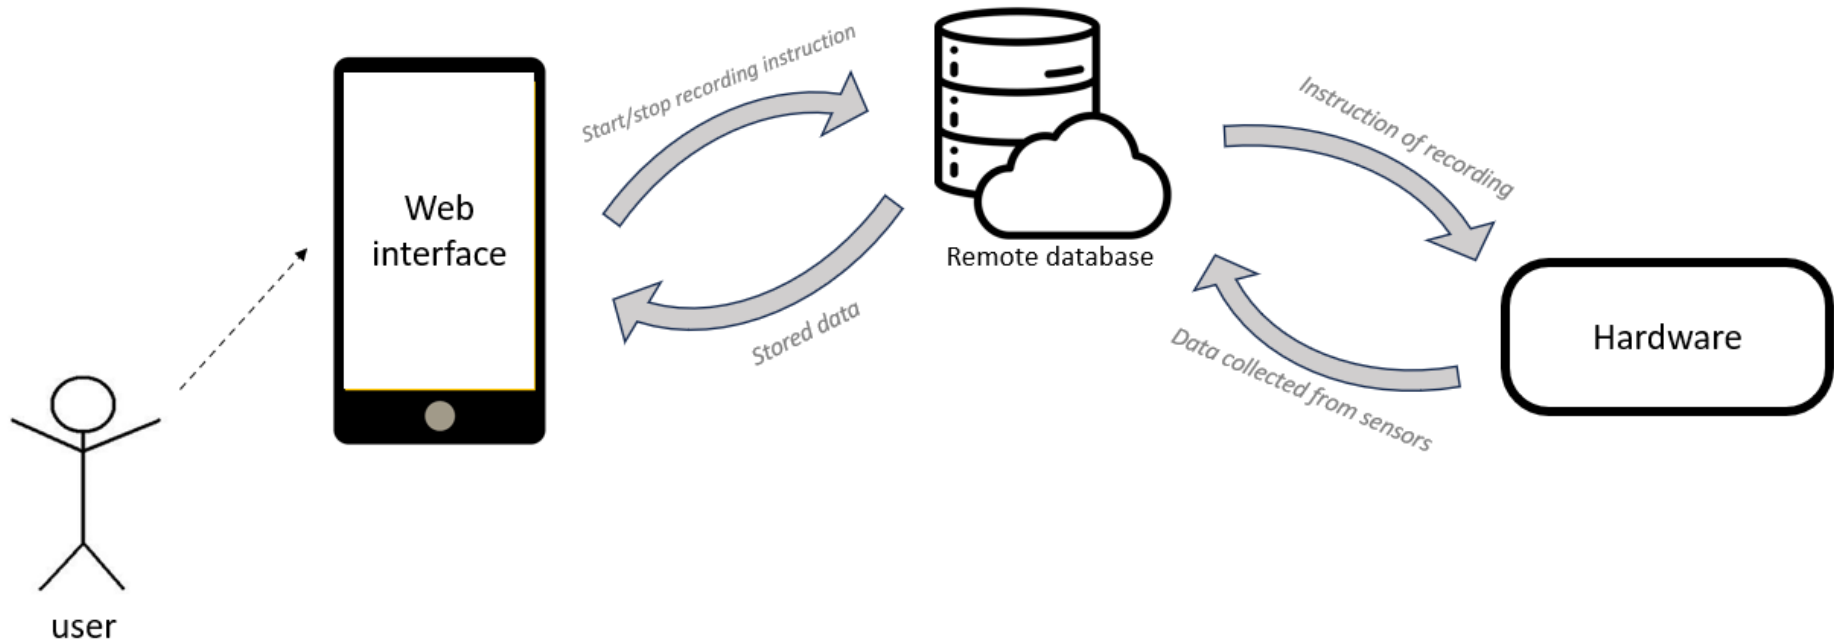 Start/stop recording instruction
Instruction of recording
Web
interface
Remote database
Stored data
Data collected from sensors
Hardware
user